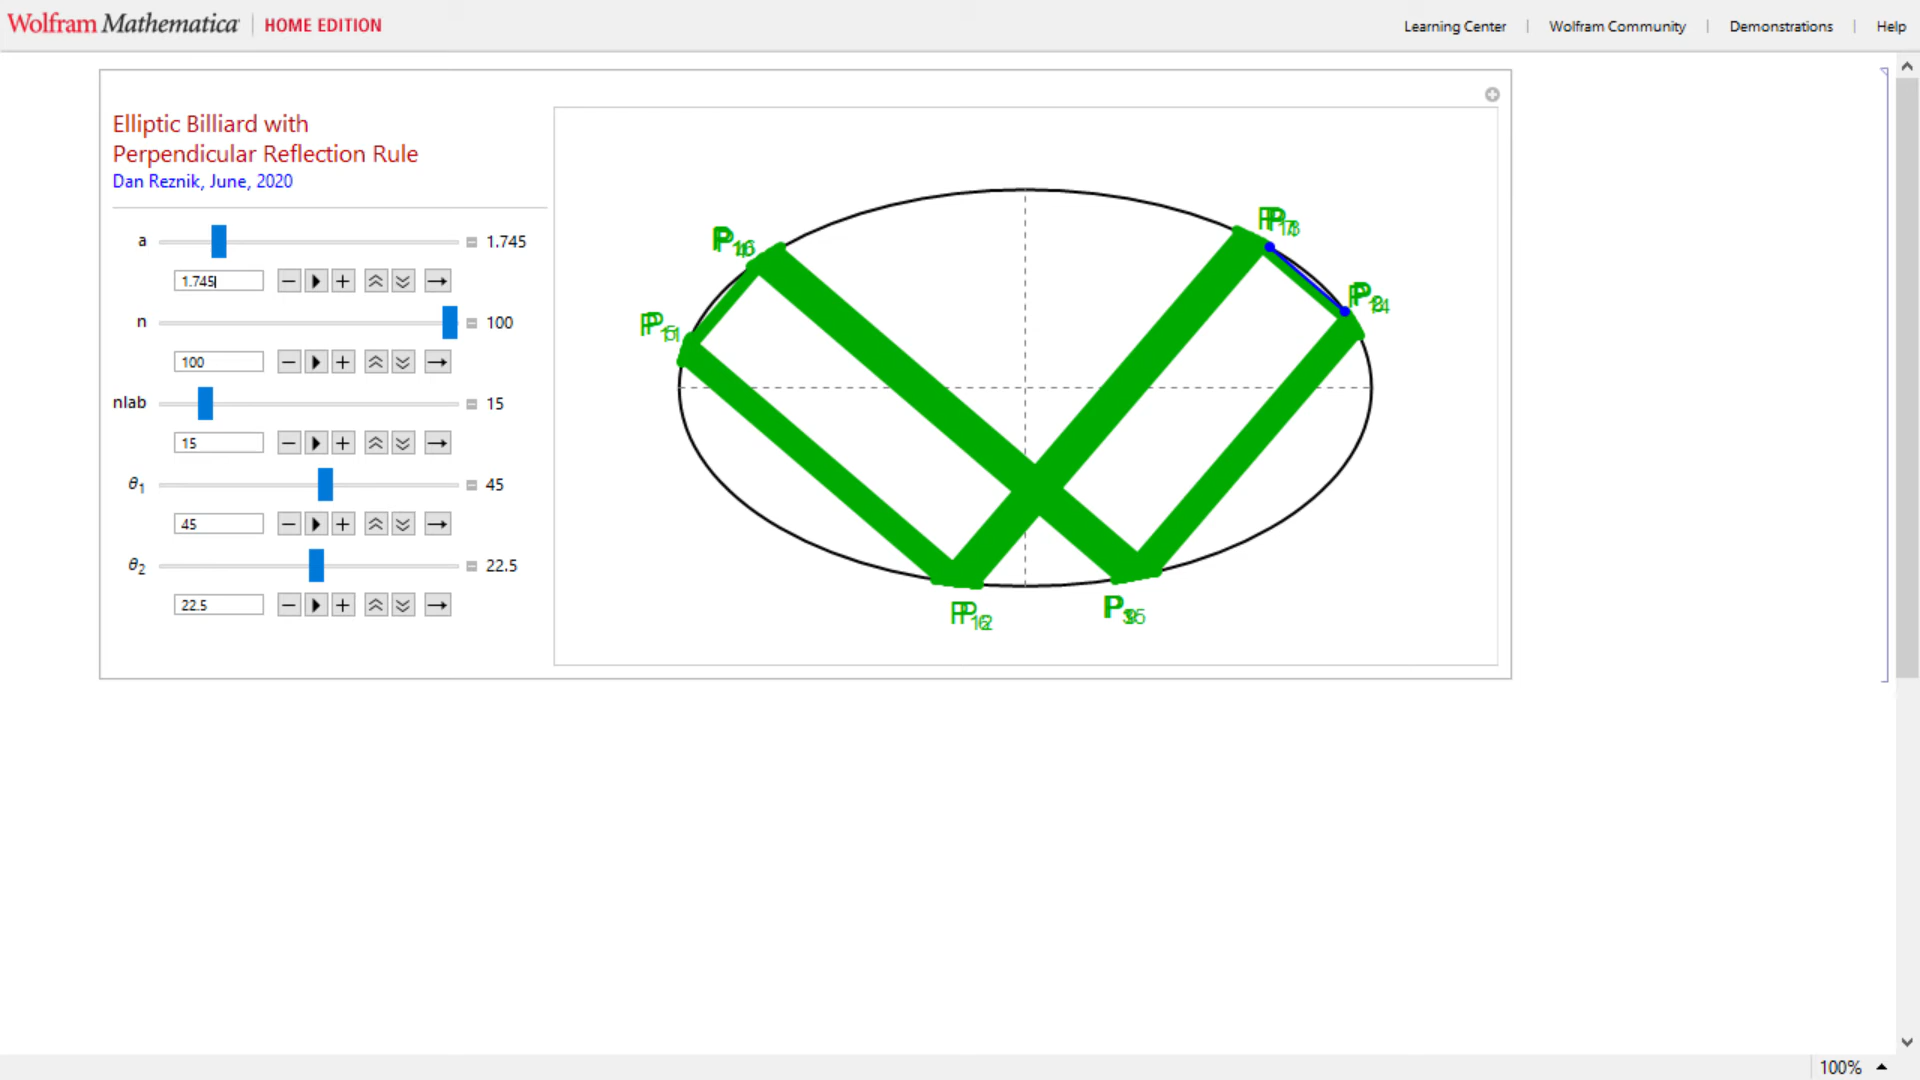 Wolfram Mathematica | HOME EDITION
Learning Center | Wolfram Community | Demonstrations | Help
Elliptic Billiard with
Perpendicular Reflection Rule
Dan Reznik, June, 2020
a 1.745
1.745
n 100
100
nlab 15
15
θ1 45
45
θ2 22.5
22.5
100%